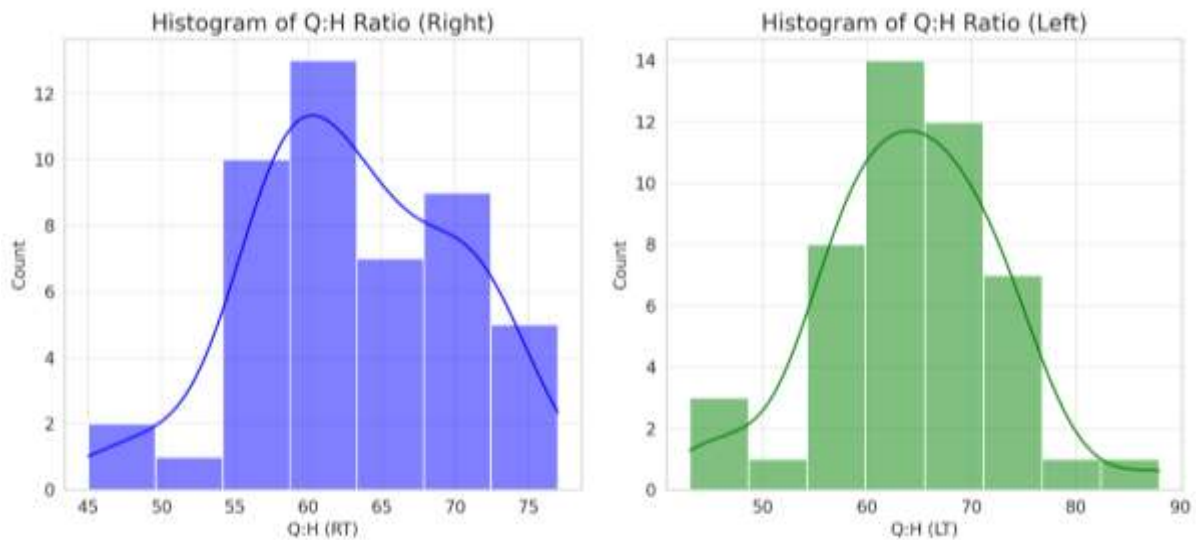 Histogram of Q:H Ratio (Right)
Count
12
10
8
6
4
2
0
45 50 55 60 65 70 75
Q:H (RT)
Histogram of Q:H Ratio (Left)
Count
14
12
10
8
6
4
2
0
50 60 70 80 90
Q:H (LT)